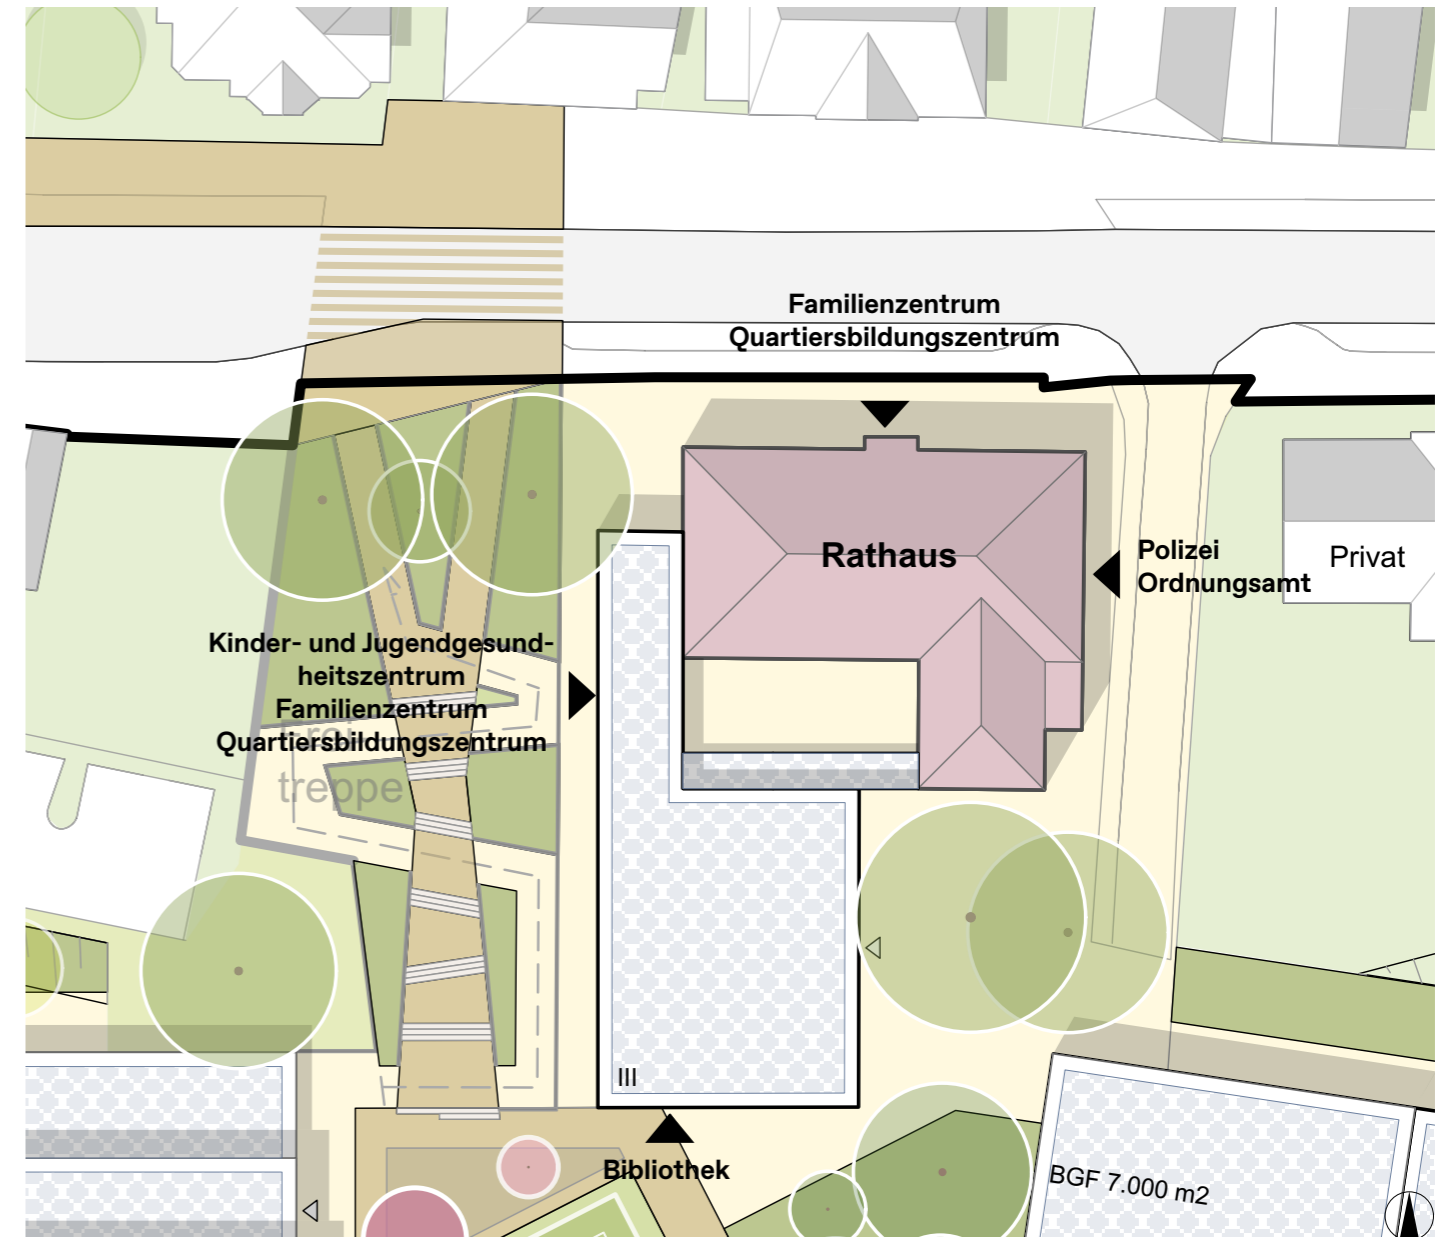 Familienzentrum
Quartiersbildungszentrum
Rathaus
Polizei
Ordnungsamt
Privat
Kinder- und Jugendgesund-
heitszentrum
Familienzentrum
Quartiersbildungszentrum
treppe
III
Bibliothek
BGF 7.000 m2